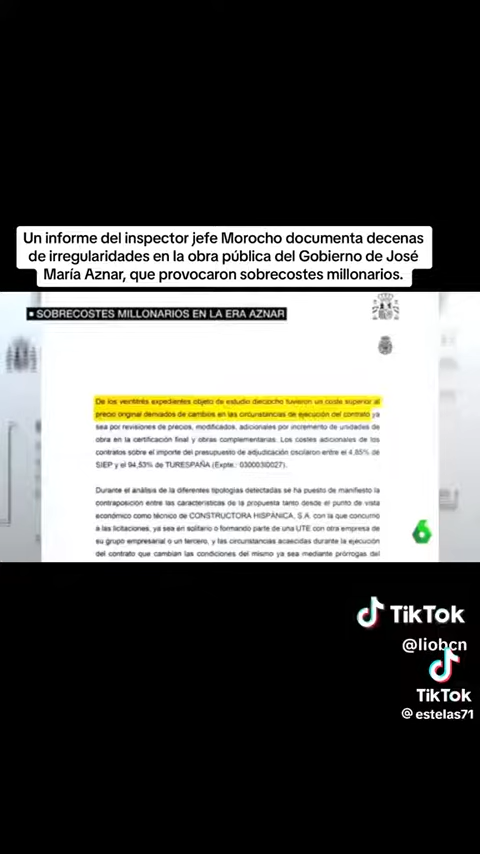 Un informe del inspector jefe Morocho documenta decenas
de irregularidades en la obra pública del Gobierno de José
María Aznar, que provocaron sobrecostes millonarios.
SOBRECOSTES MILLONARIOS EN LA ERA AZNAR
De los veintitrés expedientes objeto de estudio dieciocho tuvieron un coste superior al
precio original derivados de cambios en las circunstancias de ejecución del contrato ya
sea por revisiones de precios, modificados, adicionales por incremento de unidades de
obra en la certificación final y obras complementarias. Los costes adicionales de los
contratos sobre el importe del presupuesto de adjudicación oscilaron entre el 4,85% de
SIEP y el 94,53% de TURESPAÑA (Expte.: 030003/0027).
Durante el análisis de la diferentes tipologías detectadas se ha puesto de manifiesto la
contraposición entre las características de la propuesta tanto desde el punto de vista
económico como técnico de CONSTRUCTORA HISPÁNICA, S.A. con la que concurrió
a las licitaciones, ya sea en solitario o formando parte de una UTE con otra empresa de
su grupo empresarial o un tercero, y las circunstancias acaecidas durante la ejecución
del contrato que cambian las condiciones del mismo ya sea mediante prórrogas del
6
TikTok
@liobcn
TikTok
@estelas71